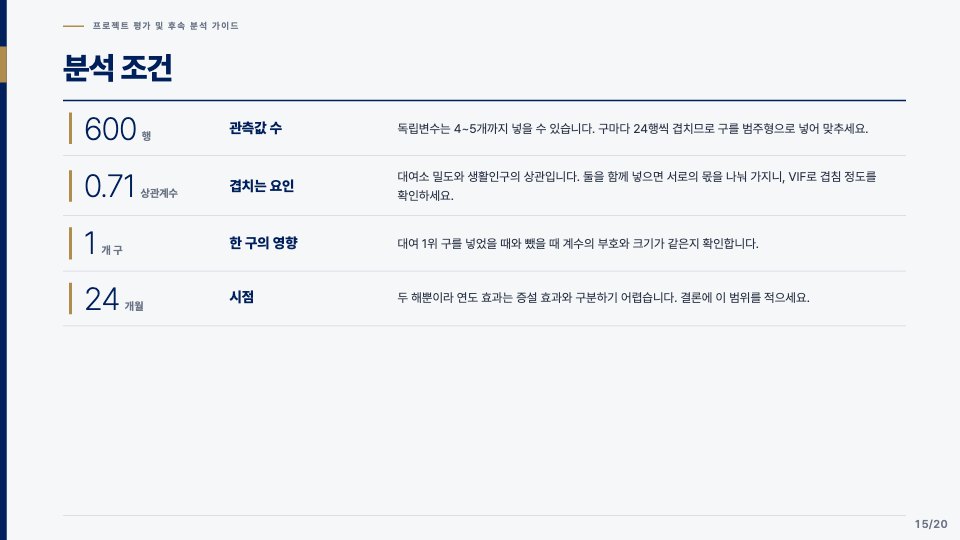 프로젝트 평가 및 후속 분석 가이드
분석 조건
600 행
관측값 수
독립변수는 4~5개까지 넣을 수 있습니다. 구마다 24행씩 겹치므로 구를 범주형으로 넣어 맞추세요.
0.71 상관계수
겹치는 요인
대여소 밀도와 생활인구의 상관입니다. 둘을 함께 넣으면 서로의 몫을 나눠 가지니, VIF로 겹침 정도를
확인하세요.
1 개 구
한 구의 영향
대여 1위 구를 넣었을 때와 뺐을 때 계수의 부호와 크기가 같은지 확인합니다.
24 개월
시점
두 해뿐이라 연도 효과는 증설 효과와 구분하기 어렵습니다. 결론에 이 범위를 적으세요.
15/20